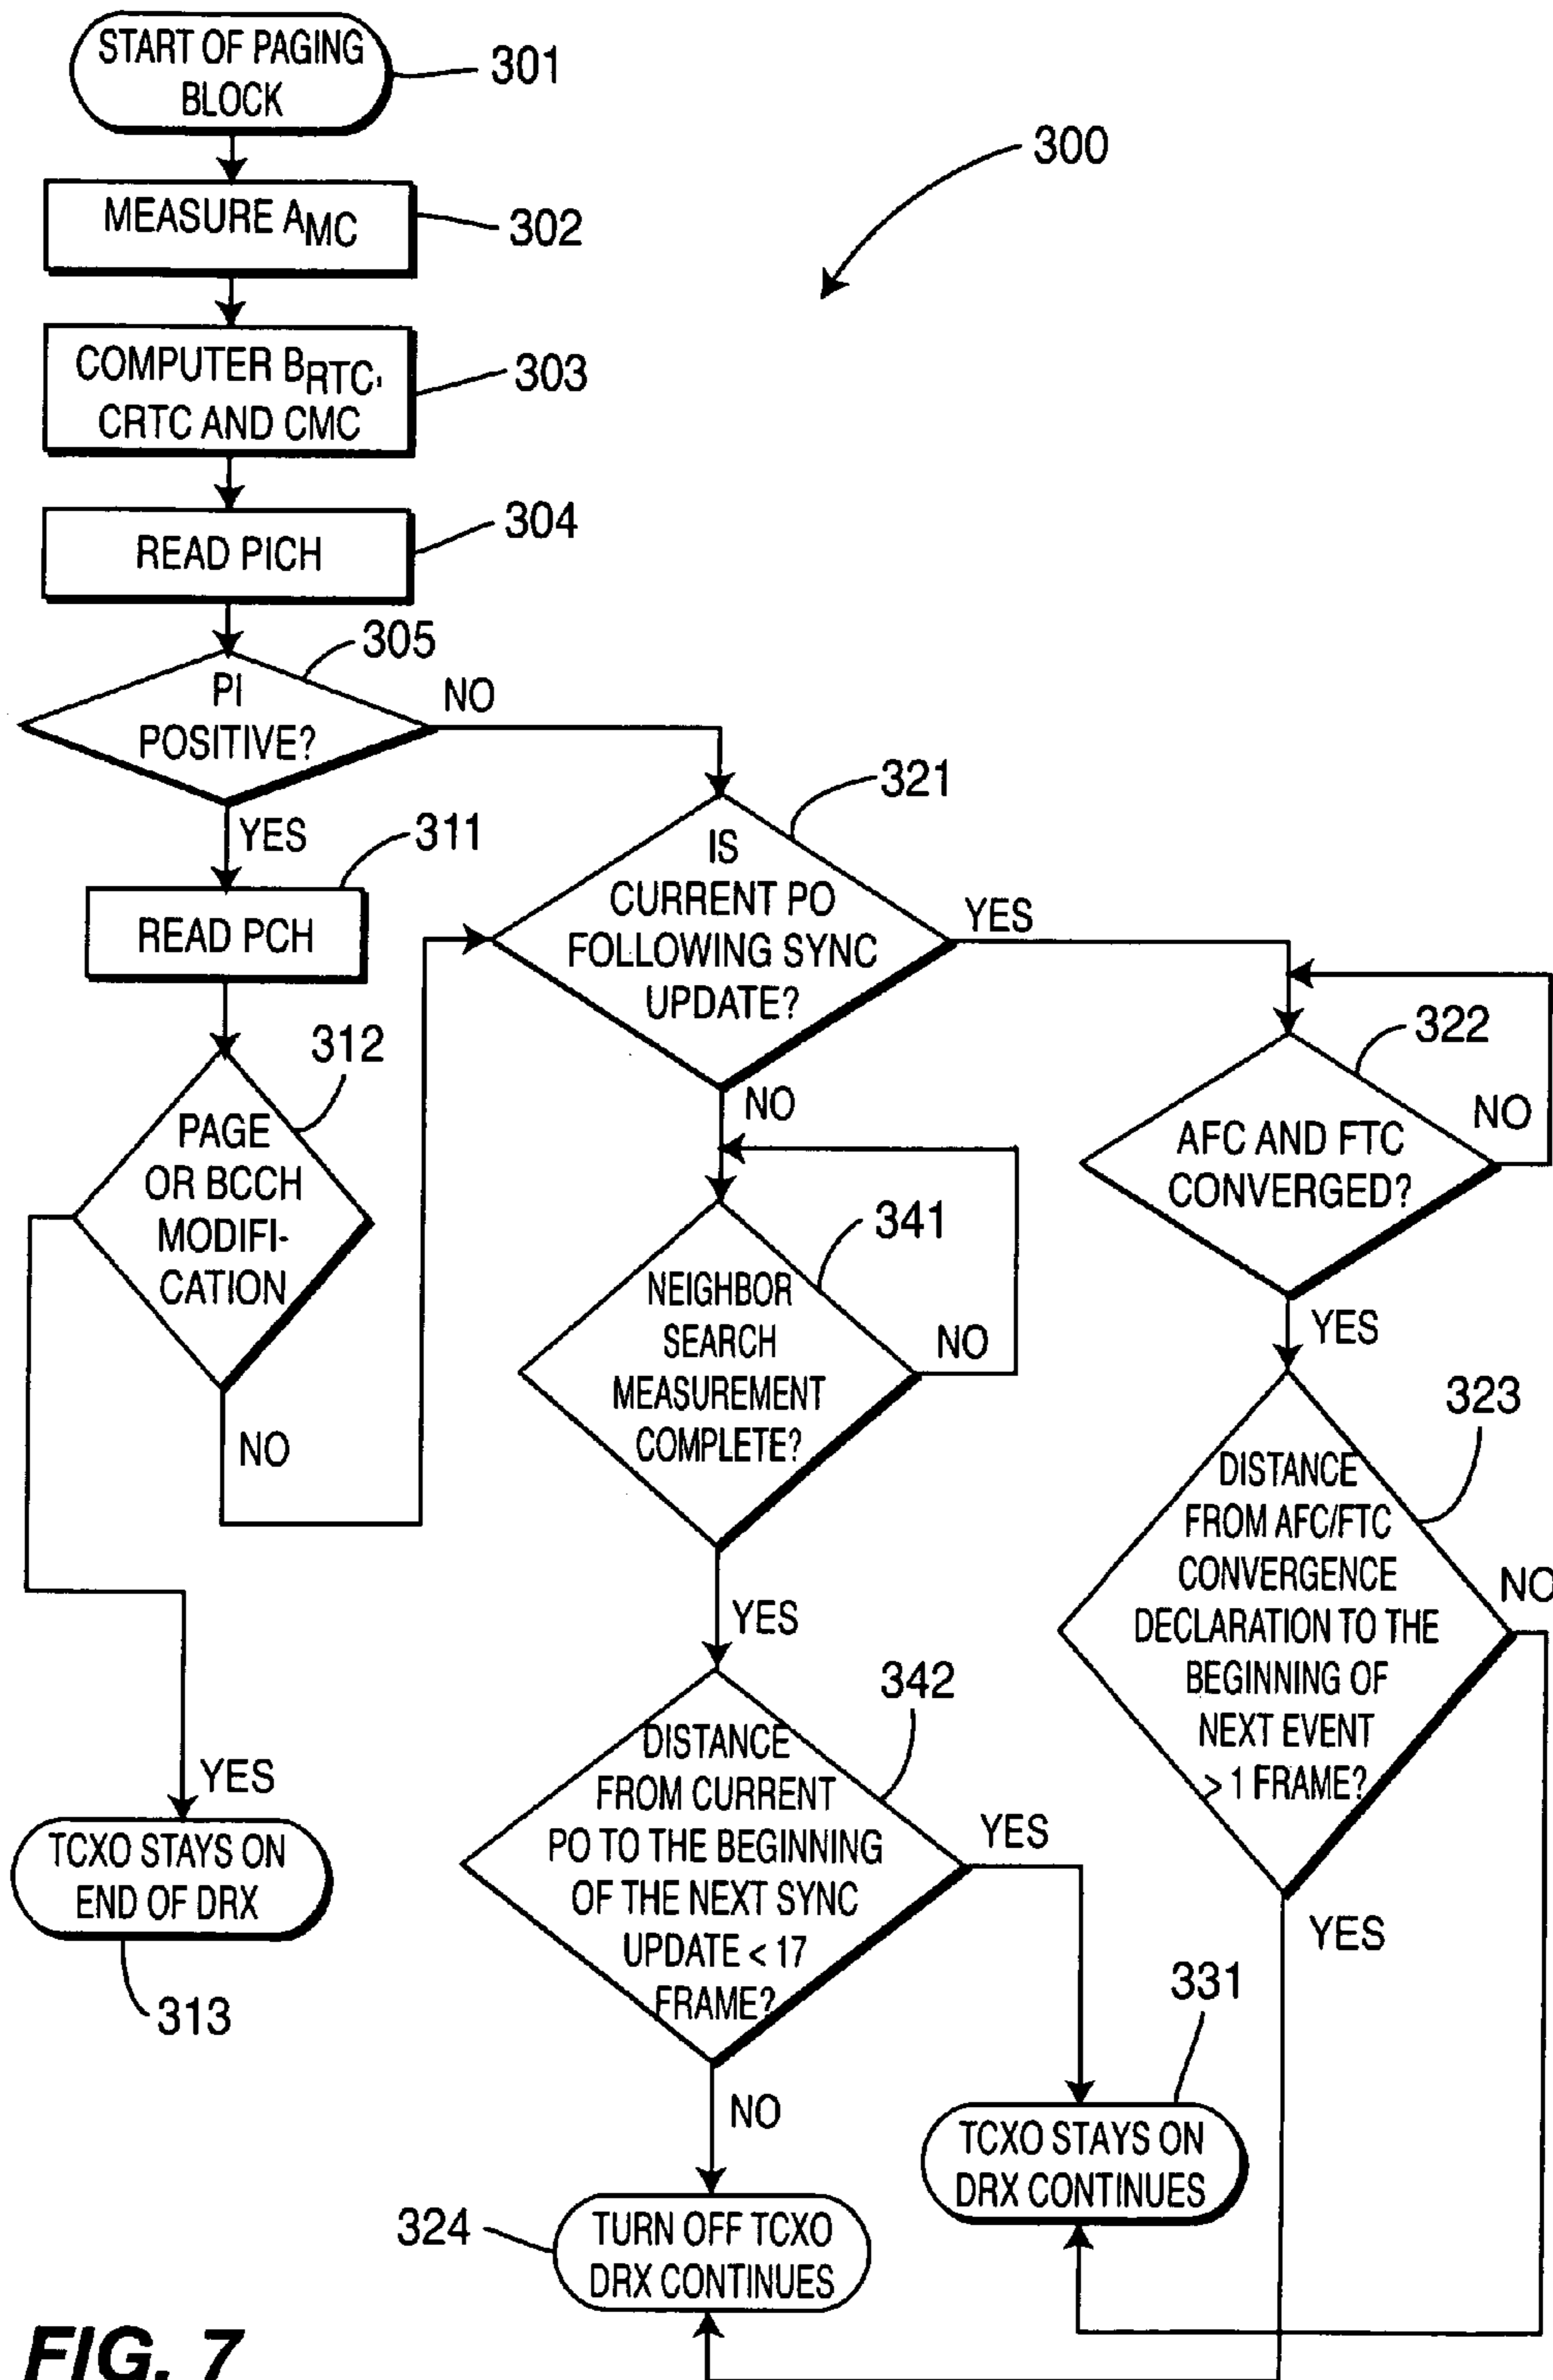 START OF PAGING
BLOCK
301
300
MEASURE AMC
302
COMPUTER BRTC,
CRTC AND CMC
303
READ PICH
304
305
PI
POSITIVE?
NO
YES
321
IS
CURRENT PO
FOLLOWING SYNC
UPDATE?
YES
NO
311
READ PCH
312
PAGE
OR BCCH
MODIFI-
CATION
NO
YES
TCXO STAYS ON
END OF DRX
313
322
AFC AND FTC
CONVERGED?
NO
YES
341
NEIGHBOR
SEARCH
MEASUREMENT
COMPLETE?
NO
YES
323
DISTANCE
FROM AFC/FTC
CONVERGENCE
DECLARATION TO THE
BEGINNING OF
NEXT EVENT
> 1 FRAME?
NO
YES
342
DISTANCE
FROM CURRENT
PO TO THE BEGINNING
OF THE NEXT SYNC
UPDATE < 17
FRAME?
YES
NO
331
TCXO STAYS ON
DRX CONTINUES
324
TURN OFF TCXO
DRX CONTINUES
FIG. 7